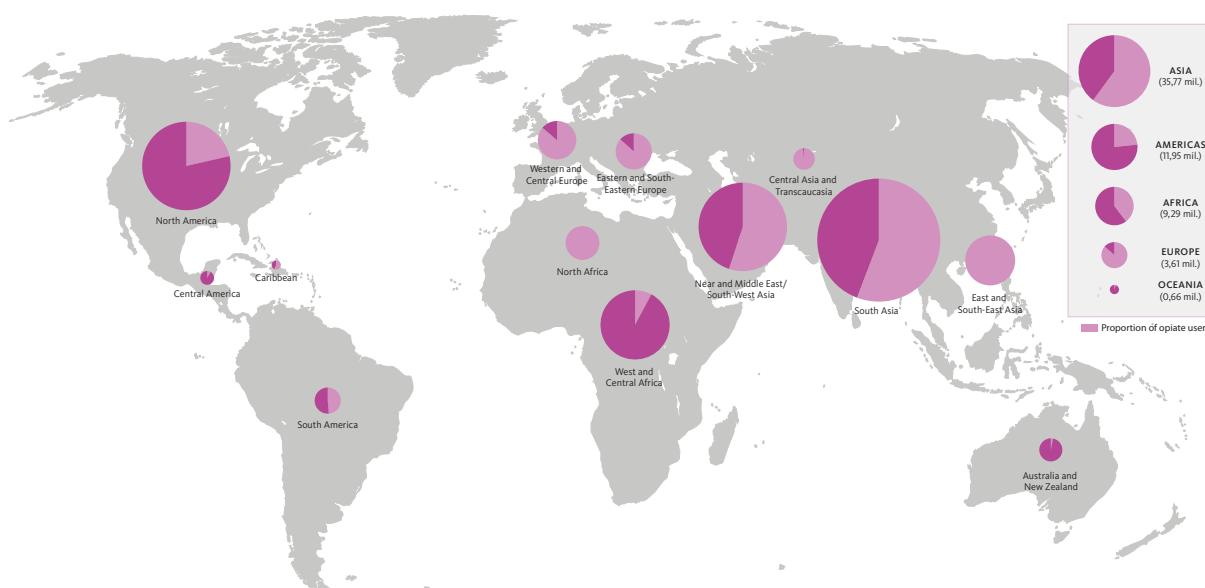 North America
Central America
Caribbean
South America
Western and
Central Europe
Eastern and South-
Eastern Europe
North Africa
West and
Central Africa
Central Asia and
Transcaucasia
Near and Middle East/
South-West Asia
South Asia
East and
South-East Asia
Australia and
New Zealand
ASIA
(35,77 mil.)
AMERICAS
(11,95 mil.)
AFRICA
(9,29 mil.)
EUROPE
(3,61 mil.)
OCEANIA
(0,66 mil.)
Proportion of opiate user